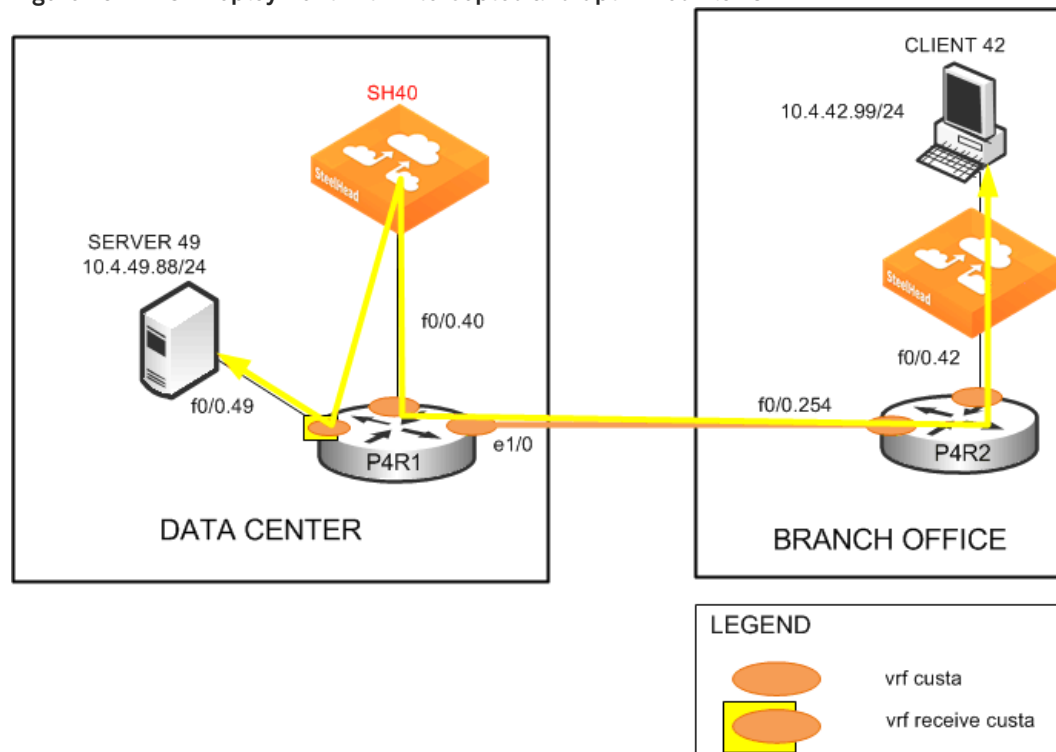 SH40
SteelHead
SERVER 49
10.4.49.88/24
f0/0.40
f0/0.49
P4R1
e1/0
DATA CENTER
CLIENT 42
10.4.42.99/24
SteelHead
f0/0.42
f0/0.254
P4R2
BRANCH OFFICE
LEGEND
vrf custa
vrf receive custa